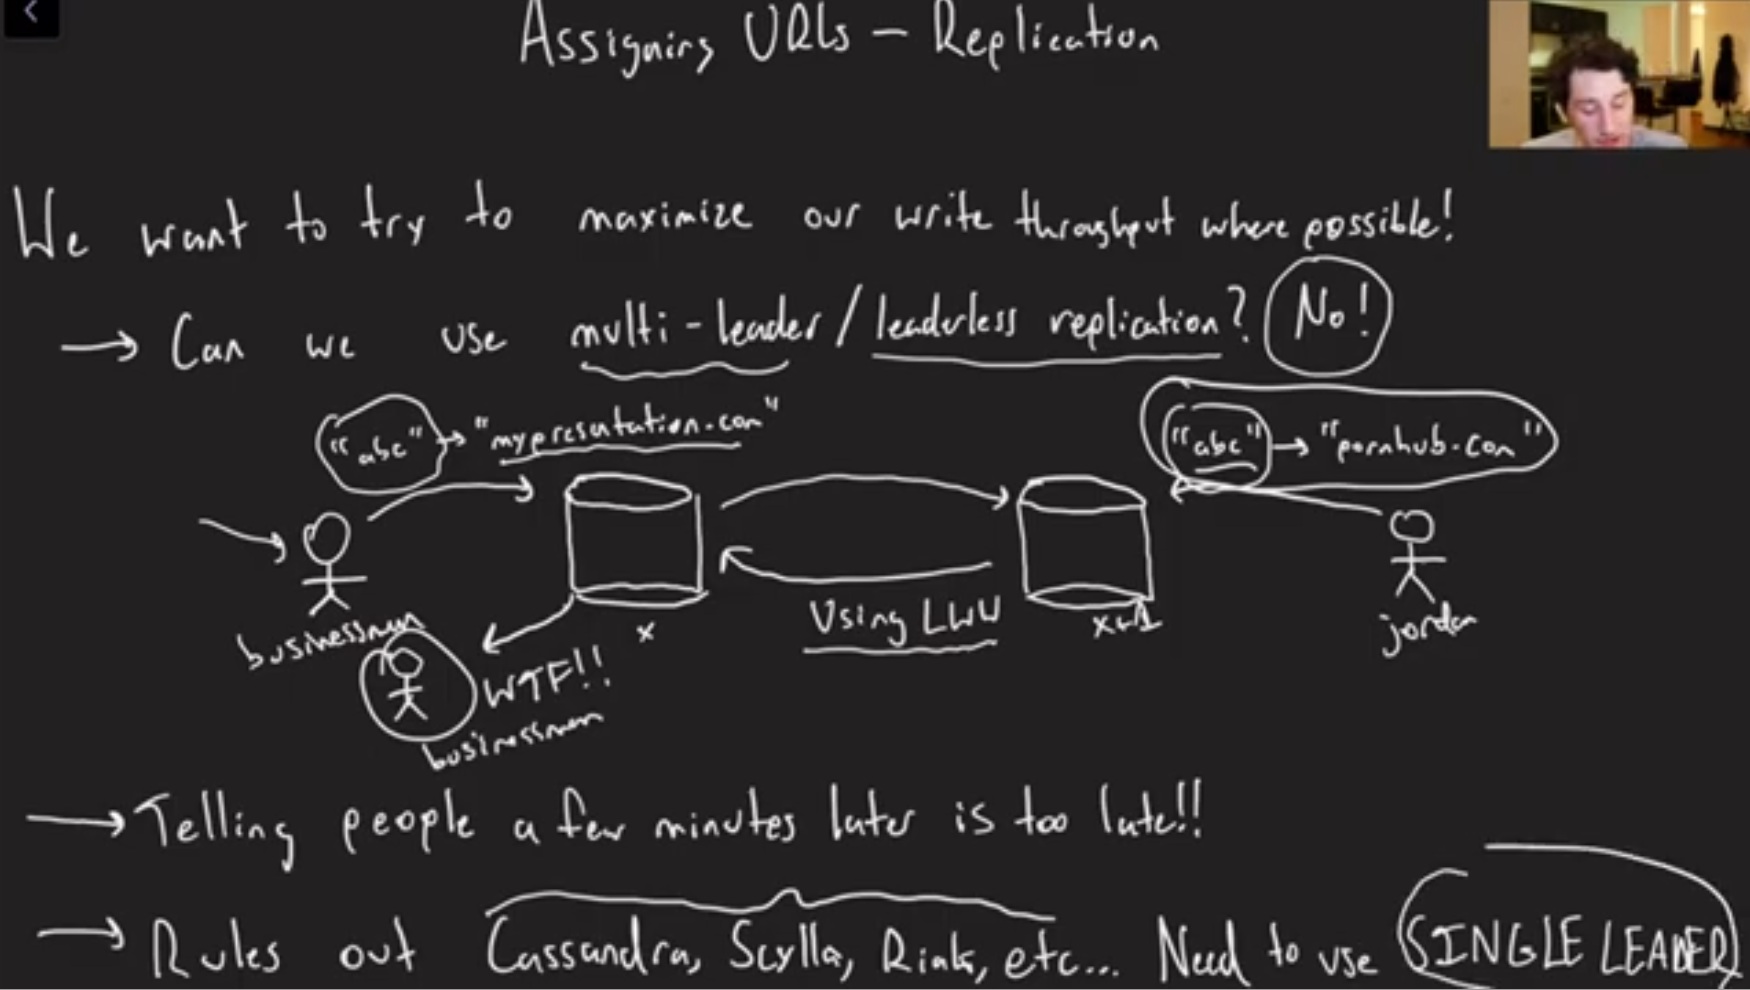 Assigning URLs - Replication
We want to try to maximize our write throughput where possible!
→ Can we use multi-leader/leaderless replication? No!
"abc" → "mypresentation.com"
"abc" → "pornhub.com"
businessman
x
Using LWW
x+1
jordan
WTF!!
businessman
→ Telling people a few minutes later is too late!!
→ Rules out Cassandra, Scylla, Riak, etc... Need to use SINGLE LEADER